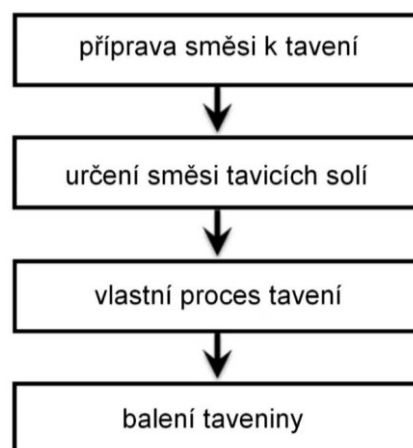 příprava směsi k tavení
určení směsi tavicích solí
vlastní proces tavení
balení taveniny